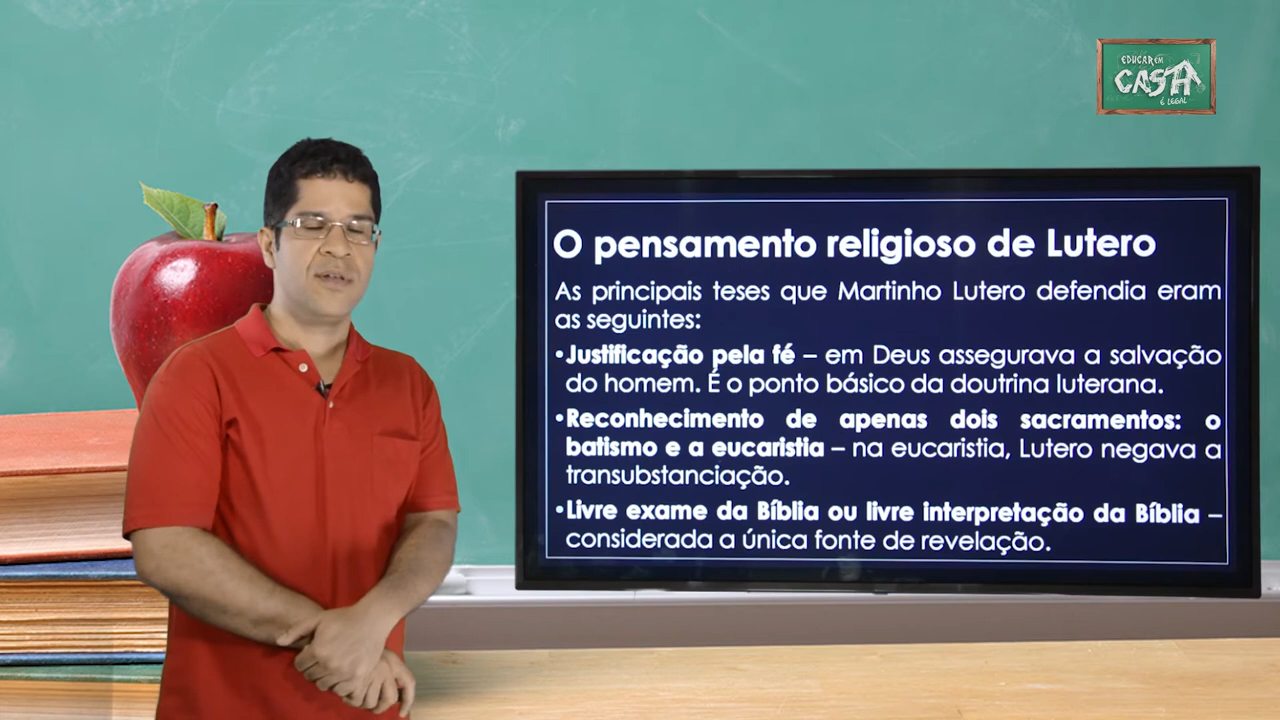 EDUCAR EM
CASA
É LEGAL
O pensamento religioso de Lutero
As principais teses que Martinho Lutero defendia eram
as seguintes:
•Justificação pela fé – em Deus assegurava a salvação
do homem. É o ponto básico da doutrina luterana.
•Reconhecimento de apenas dois sacramentos: o
batismo e a eucaristia – na eucaristia, Lutero negava a
transubstanciação.
•Livre exame da Bíblia ou livre interpretação da Bíblia –
considerada a única fonte de revelação.